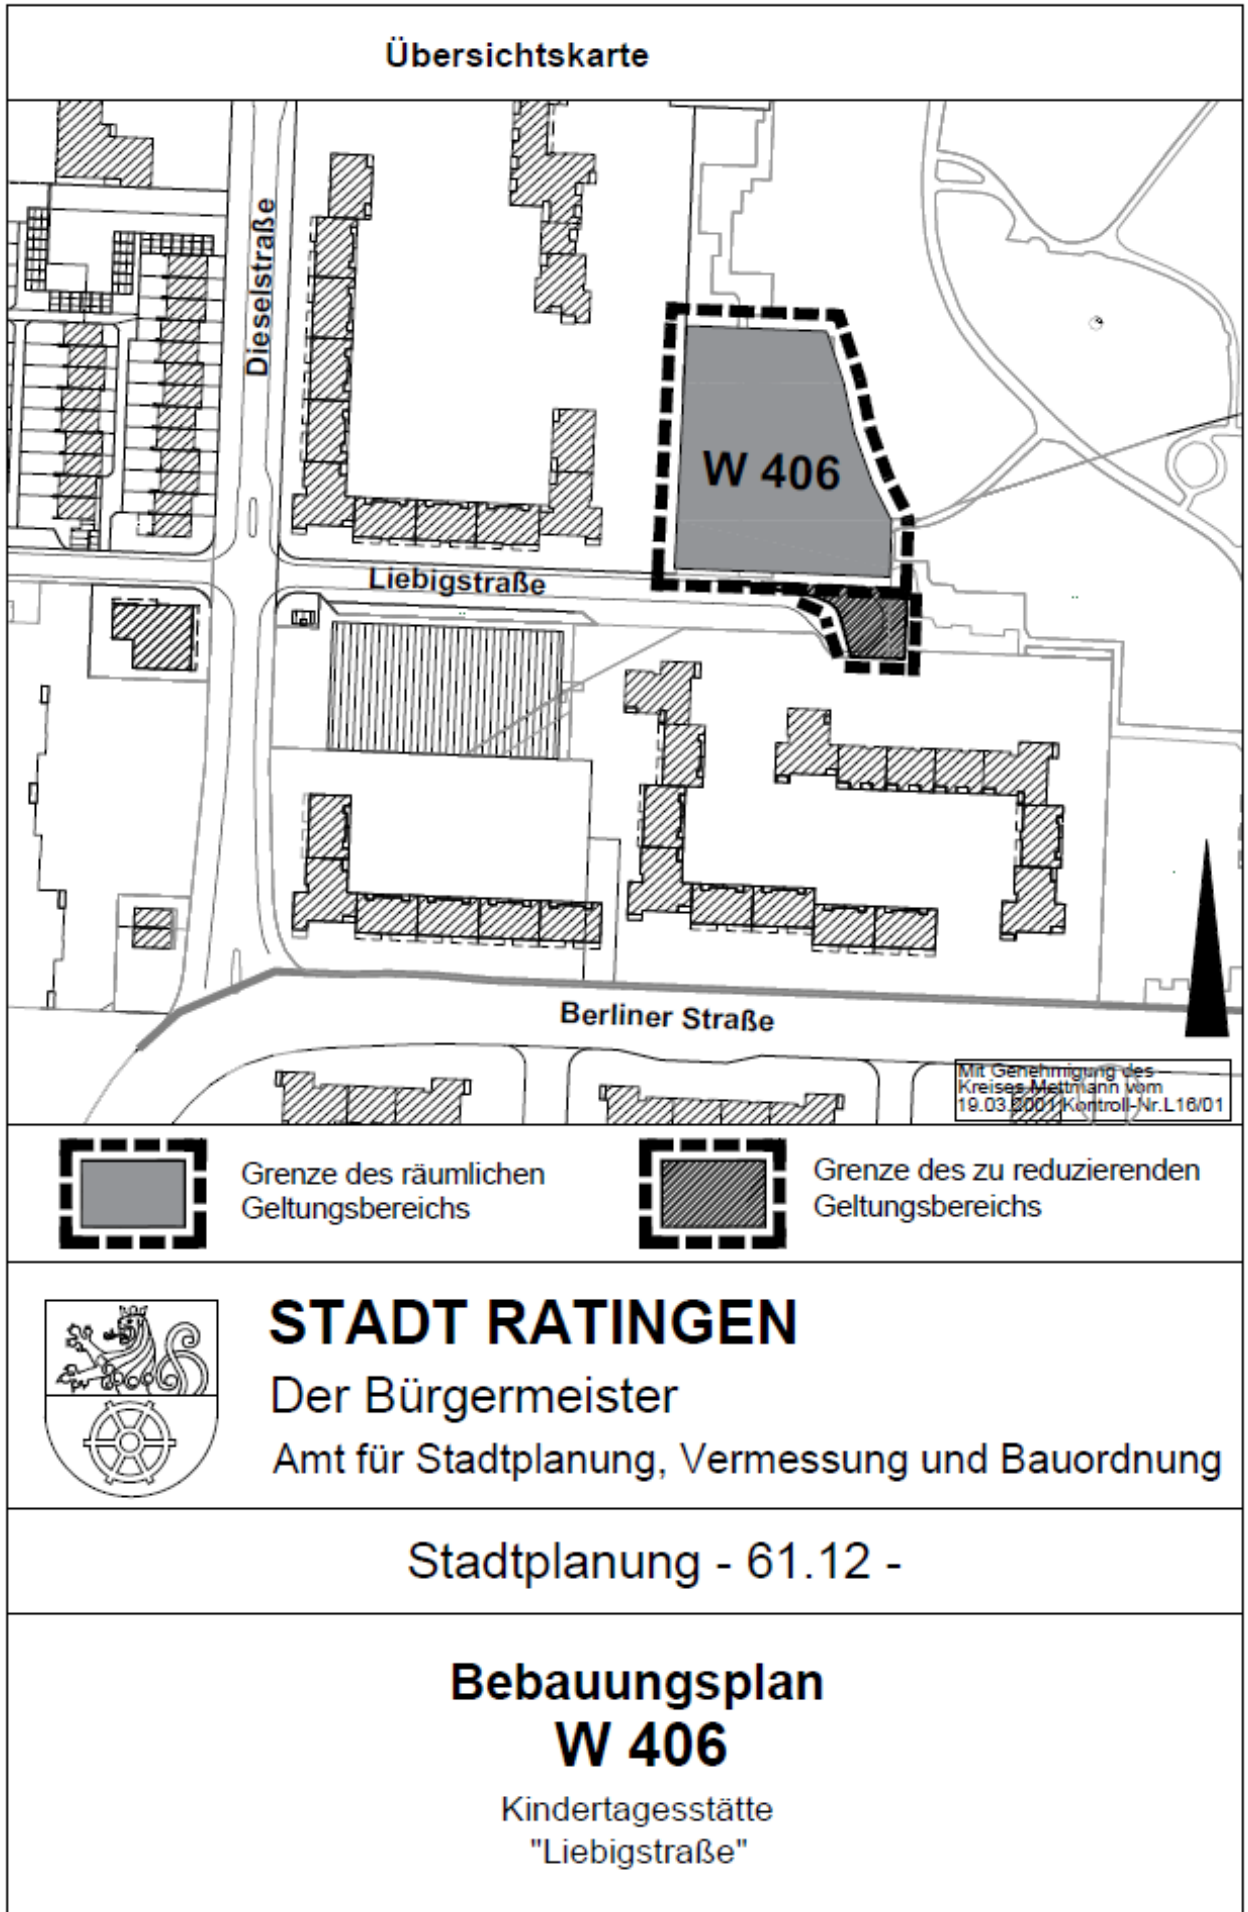 Übersichtskarte
Dieselstraße
W 406
Liebigstraße
Berliner Straße
Mit Genehmigung des
Kreises Mettmann vom
19.03.2001 Kontroll-Nr.L16/01
Grenze des räumlichen
Geltungsbereichs
Grenze des zu reduzierenden
Geltungsbereichs
STADT RATINGEN
Der Bürgermeister
Amt für Stadtplanung, Vermessung und Bauordnung
Stadtplanung - 61.12 -
Bebauungsplan
W 406
Kindertagesstätte
"Liebigstraße"